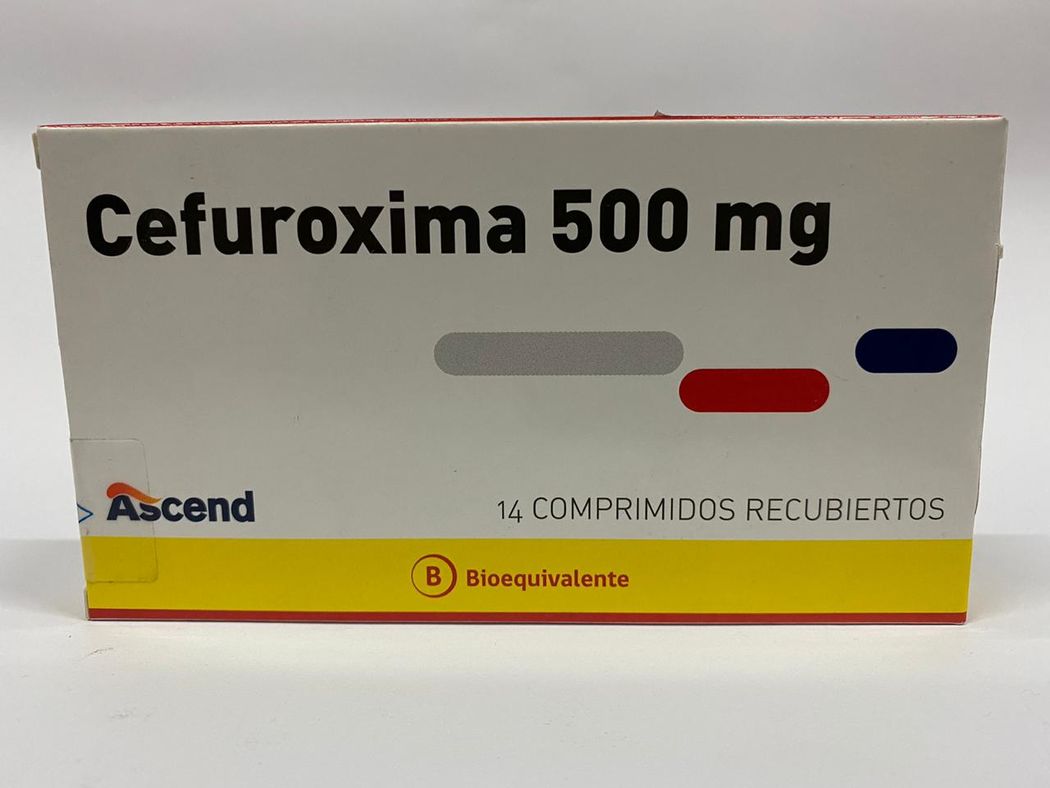 Cefuroxima 500 mg
Ascend
14 COMPRIMIDOS RECUBIERTOS
B Bioequivalente